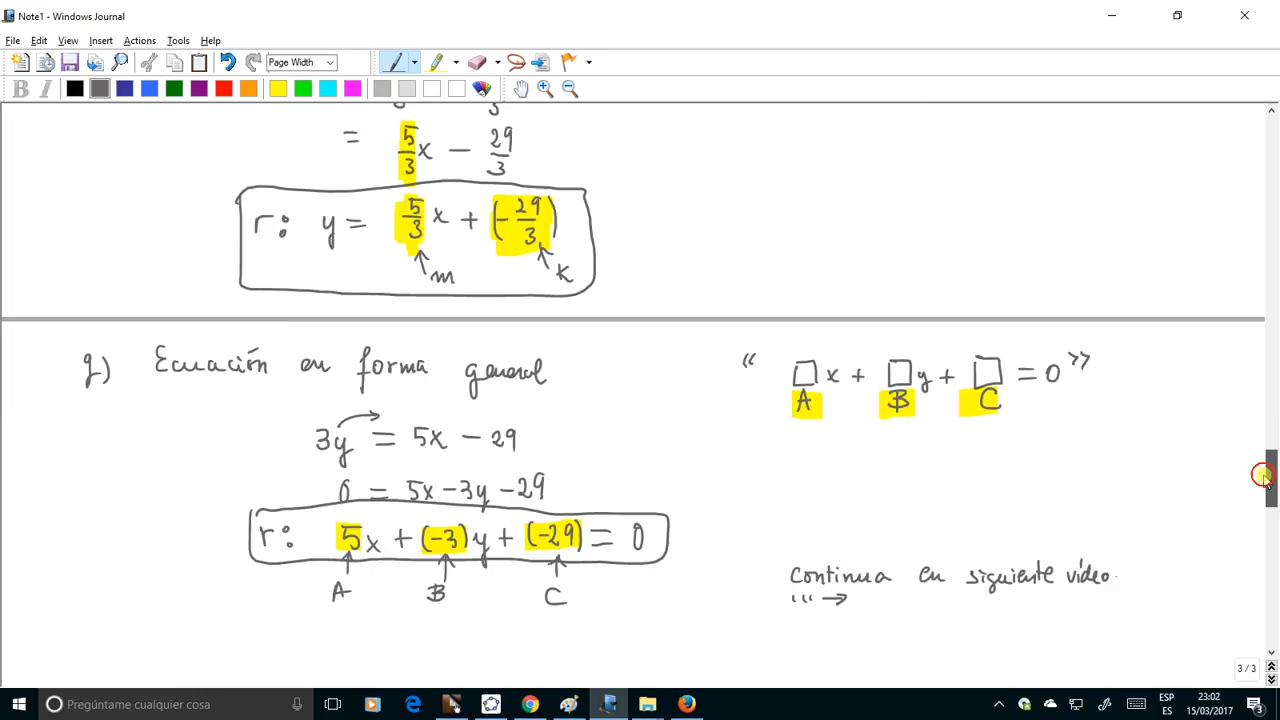 Note1 - Windows Journal
File Edit View Insert Actions Tools Help
Page Width
B I
= 5/3 x - 29/3
r: y = 5/3 x + (-29/3)
m k
g) Ecuación en forma general
" □x + □y + □ = 0 "
A B C
3y = 5x - 29
0 = 5x - 3y - 29
r: 5x + (-3)y + (-29) = 0
A B C
Continua en siguiente vídeo
... →
3 / 3
Pregúntame cualquier cosa
ESP
ES
23:02
15/03/2017
3